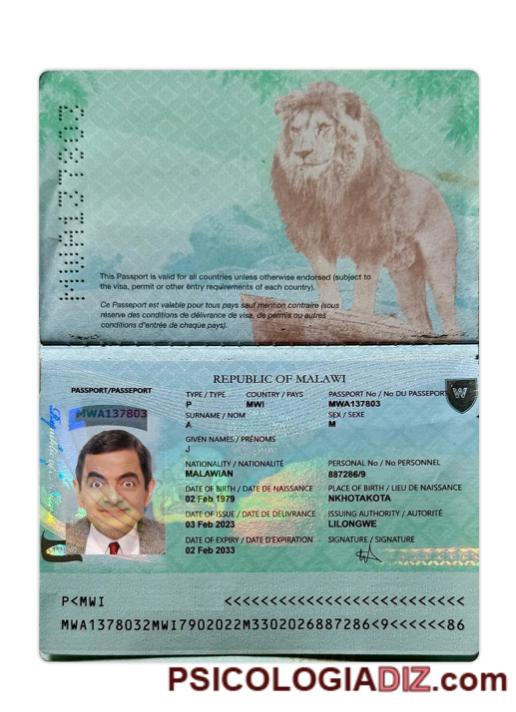 MWA137803
This Passport is valid for all countries unless otherwise endorsed (subject to
the visa, permit or other entry requirements of each country).
Ce Passeport est valable pour tous pays sauf mention contraire (sous
réserve des conditions de délivrance de visa, de permis ou autres
conditions d'entrée de chaque pays).
REPUBLIC OF MALAWI
PASSPORT/PASSEPORT
TYPE / TYPE COUNTRY / PAYS PASSPORT No / No DU PASSEPORT
P MWI MWA137803
MWA137803
SURNAME / NOM SEX / SEXE
A M
GIVEN NAMES / PRÉNOMS
J
NATIONALITY / NATIONALITÉ PERSONAL No / No PERSONNEL
MALAWIAN 887286/9
DATE OF BIRTH / DATE DE NAISSANCE PLACE OF BIRTH / LIEU DE NAISSANCE
02 Feb 1979 NKHOTAKOTA
DATE OF ISSUE / DATE DE DÉLIVRANCE ISSUING AUTHORITY / AUTORITÉ
03 Feb 2023 LILONGWE
DATE OF EXPIRY / DATE D'EXPIRATION SIGNATURE / SIGNATURE
02 Feb 2033
W
P<MWI <<<<<<<<<<<<<<<<<<<<<<<<<<
MWA1378032MWI7902022M3302026887286<9<<<<<<86
PSICOLOGIADIZ.com